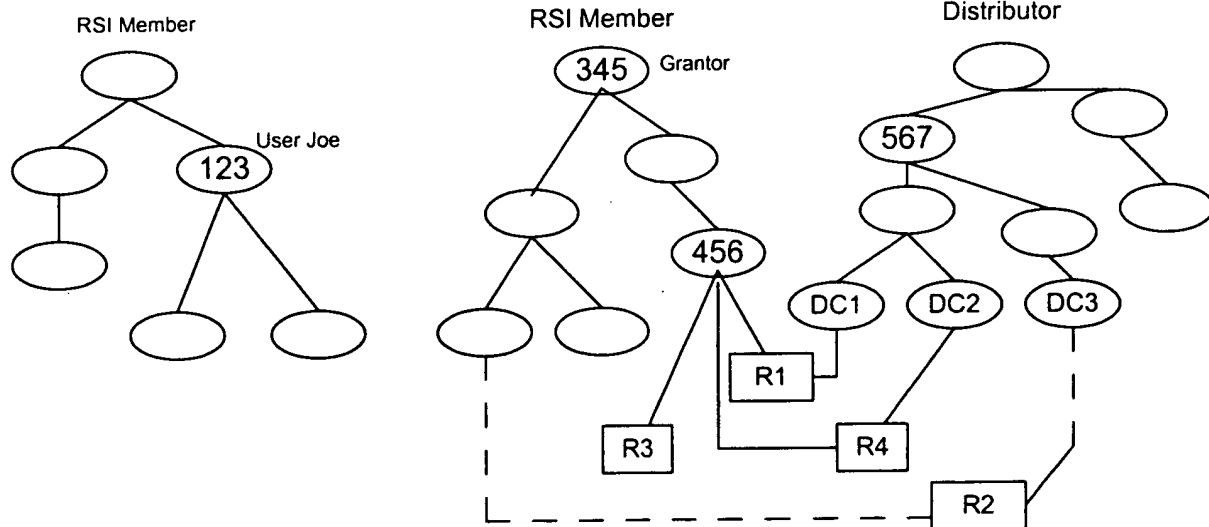 RSI Member
RSI Member
Distributor
345 Grantor
User Joe
123
567
456
DC1 DC2 DC3
R1
R3
R4
R2